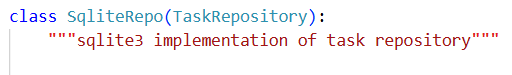 class SqliteRepo(TaskRepository):
    """sqlite3 implementation of task repository"""